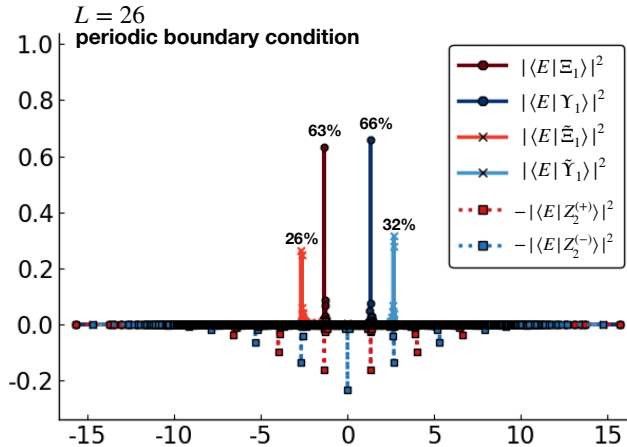 L = 26
periodic boundary condition
1.0
0.8
0.6
0.4
0.2
0.0
-0.2
-15
-10
-5
0
5
10
15
63%
66%
26%
32%
|⟨E|Ξ₁⟩|²
|⟨E|Υ₁⟩|²
|⟨E|Ξ̃₁⟩|²
|⟨E|Υ̃₁⟩|²
−|⟨E|Z₂⁽⁺⁾⟩|²
−|⟨E|Z₂⁽⁻⁾⟩|²